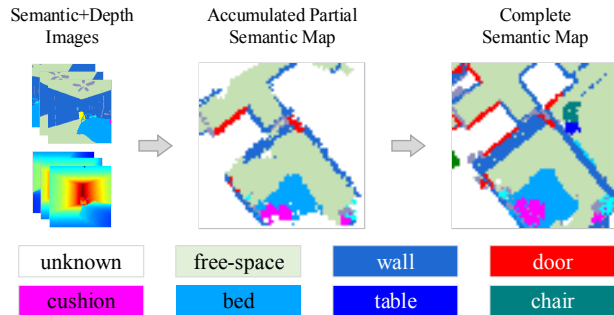 Semantic+Depth
Images
Accumulated Partial
Semantic Map
Complete
Semantic Map
unknown
free-space
wall
door
cushion
bed
table
chair